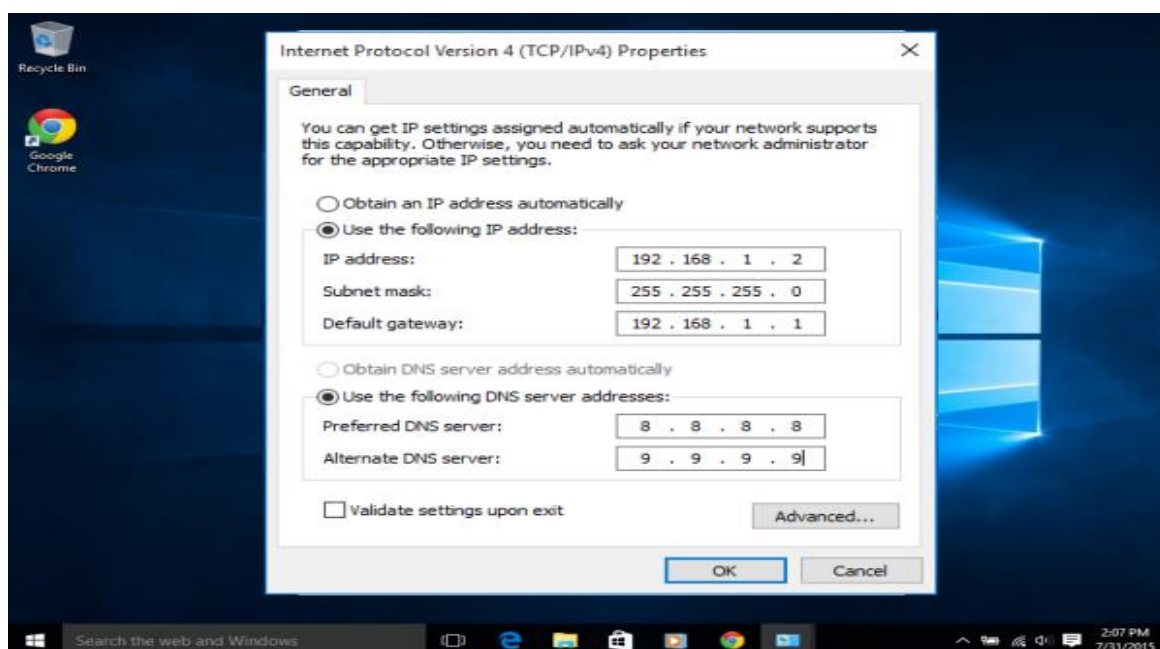 Recycle Bin
Google
Chrome
Internet Protocol Version 4 (TCP/IPv4) Properties
General
You can get IP settings assigned automatically if your network supports
this capability. Otherwise, you need to ask your network administrator
for the appropriate IP settings.
Obtain an IP address automatically
Use the following IP address:
IP address: 192 . 168 . 1 . 2
Subnet mask: 255 . 255 . 255 . 0
Default gateway: 192 . 168 . 1 . 1
Obtain DNS server address automatically
Use the following DNS server addresses:
Preferred DNS server: 8 . 8 . 8 . 8
Alternate DNS server: 9 . 9 . 9 . 9
Validate settings upon exit
Advanced...
OK Cancel
Search the web and Windows
2:07 PM
7/31/2015